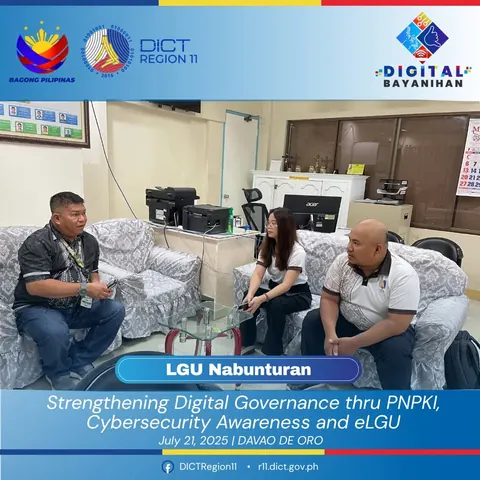 BAGONG PILIPINAS
DICT
REGION 11
DIGITAL
BAYANIHAN
acer
LGU Nabunturan
Strengthening Digital Governance thru PNPKI,
Cybersecurity Awareness and eLGU
July 21, 2025 | DAVAO DE ORO
DICTRegion11 • r11.dict.gov.ph